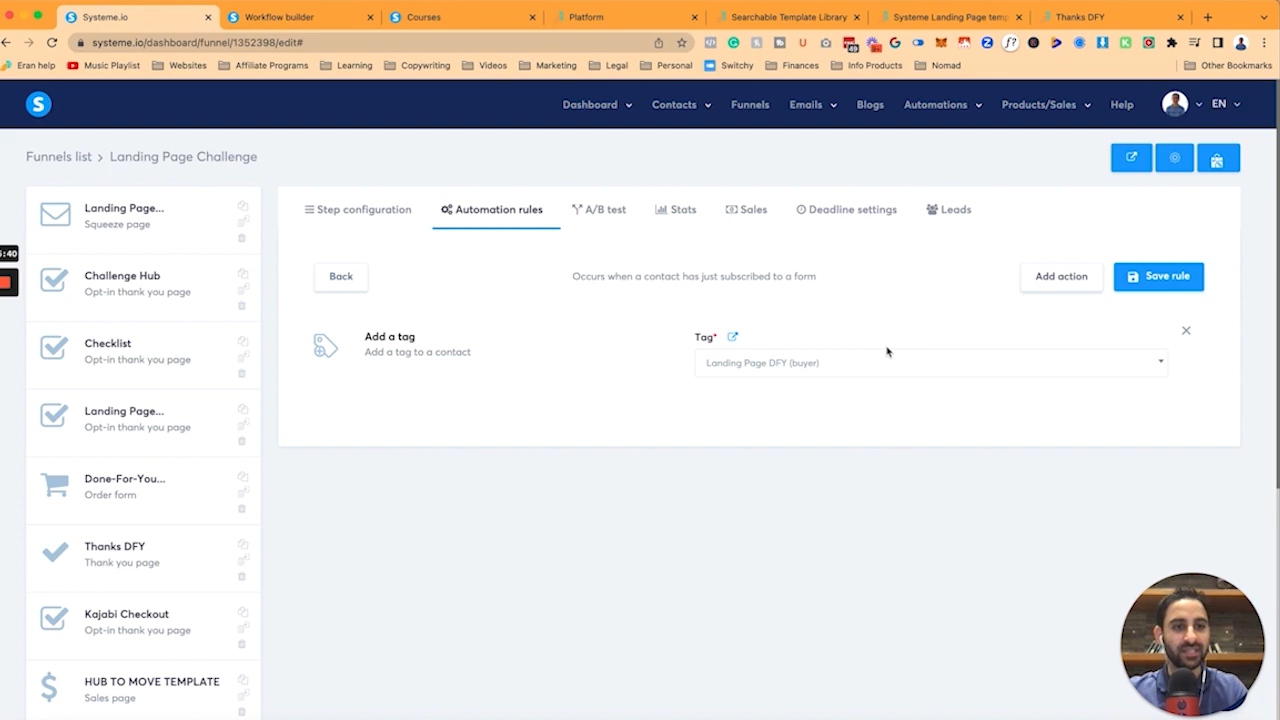 Systeme.io
Workflow builder
Courses
Platform
Searchable Template Library
Systeme Landing Page temp
Thanks DFY
systeme.io/dashboard/funnel/1352398/edit#
Eran help
Music Playlist
Websites
Affiliate Programs
Learning
Copywriting
Videos
Marketing
Legal
Personal
Switchy
Finances
Info Products
Nomad
Other Bookmarks
S
Dashboard
Contacts
Funnels
Emails
Blogs
Automations
Products/Sales
Help
EN
Funnels list > Landing Page Challenge
Landing Page...
Squeeze page
Challenge Hub
Opt-in thank you page
Checklist
Opt-in thank you page
Landing Page...
Opt-in thank you page
Done-For-You...
Order form
Thanks DFY
Thank you page
Kajabi Checkout
Opt-in thank you page
HUB TO MOVE TEMPLATE
Sales page
Step configuration
Automation rules
A/B test
Stats
Sales
Deadline settings
Leads
Back
Occurs when a contact has just subscribed to a form
Add action
Save rule
Add a tag
Add a tag to a contact
Tag*
Landing Page DFY (buyer)
:40